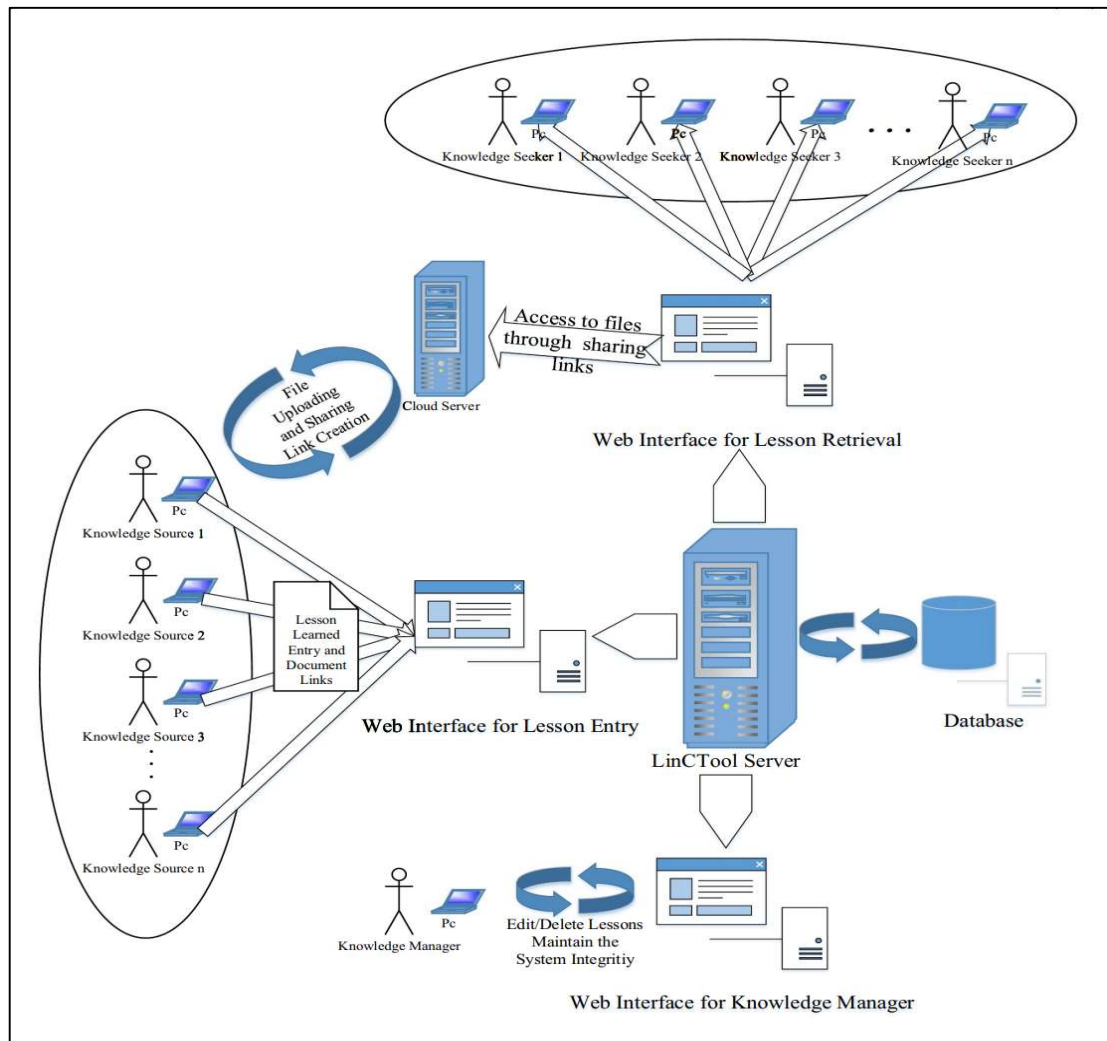 Pc
Pc
Pc
. . .
Pc
Knowledge Seeker 1
Knowledge Seeker 2
Knowledge Seeker 3
Knowledge Seeker n
Access to files
through sharing
links
Cloud Server
File
Uploading
and Sharing
Link Creation
Web Interface for Lesson Retrieval
Pc
Knowledge Source 1
Pc
Knowledge Source 2
Pc
Knowledge Source 3
.....
Pc
Knowledge Source n
Lesson
Learned
Entry and
Document
Links
Web Interface for Lesson Entry
LinCTool Server
Database
Pc
Knowledge Manager
Edit/Delete Lessons
Maintain the
System Integritiy
Web Interface for Knowledge Manager